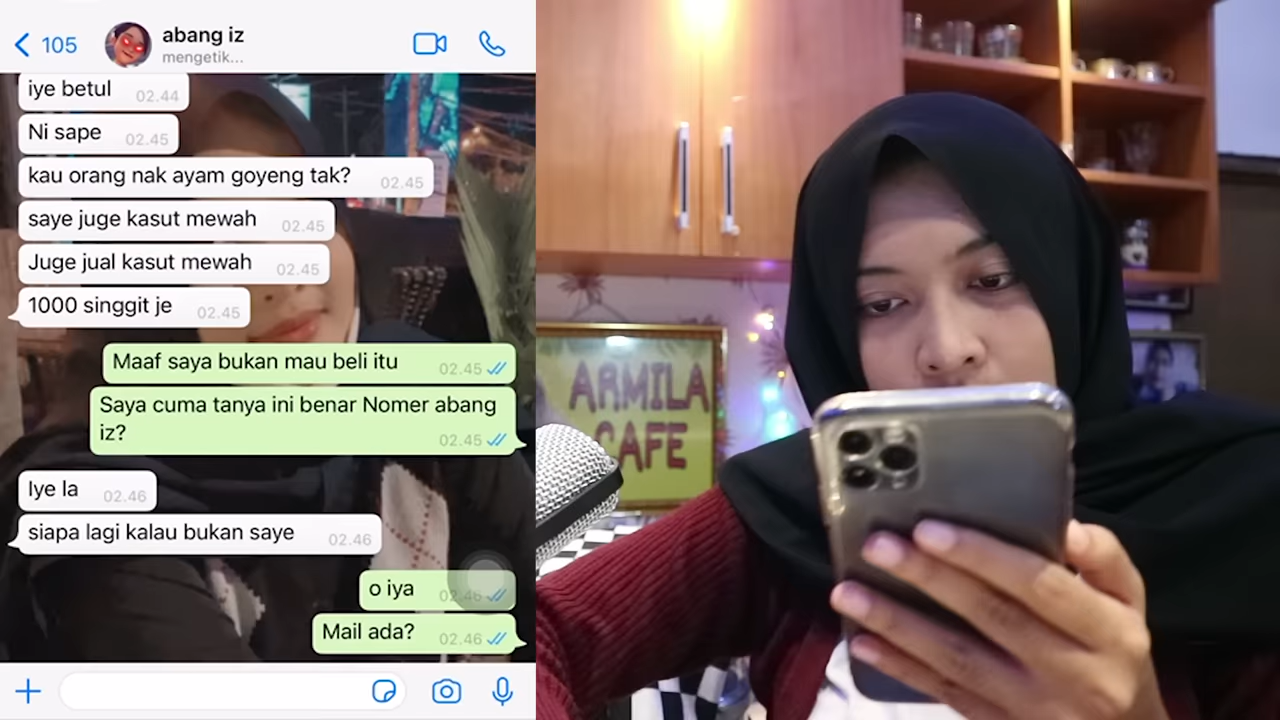 105
abang iz
mengetik...
iye betul
02.44
Ni sape
02.45
kau orang nak ayam goyeng tak?
02.45
saye juge kasut mewah
02.45
Juge jual kasut mewah
02.45
1000 singgit je
02.45
Maaf saya bukan mau beli itu
02.45
Saya cuma tanya ini benar Nomer abang
iz?
02.45
Iye la
02.46
siapa lagi kalau bukan saye
02.46
o iya
02.46
Mail ada?
02.46
ARMILA
CAFE